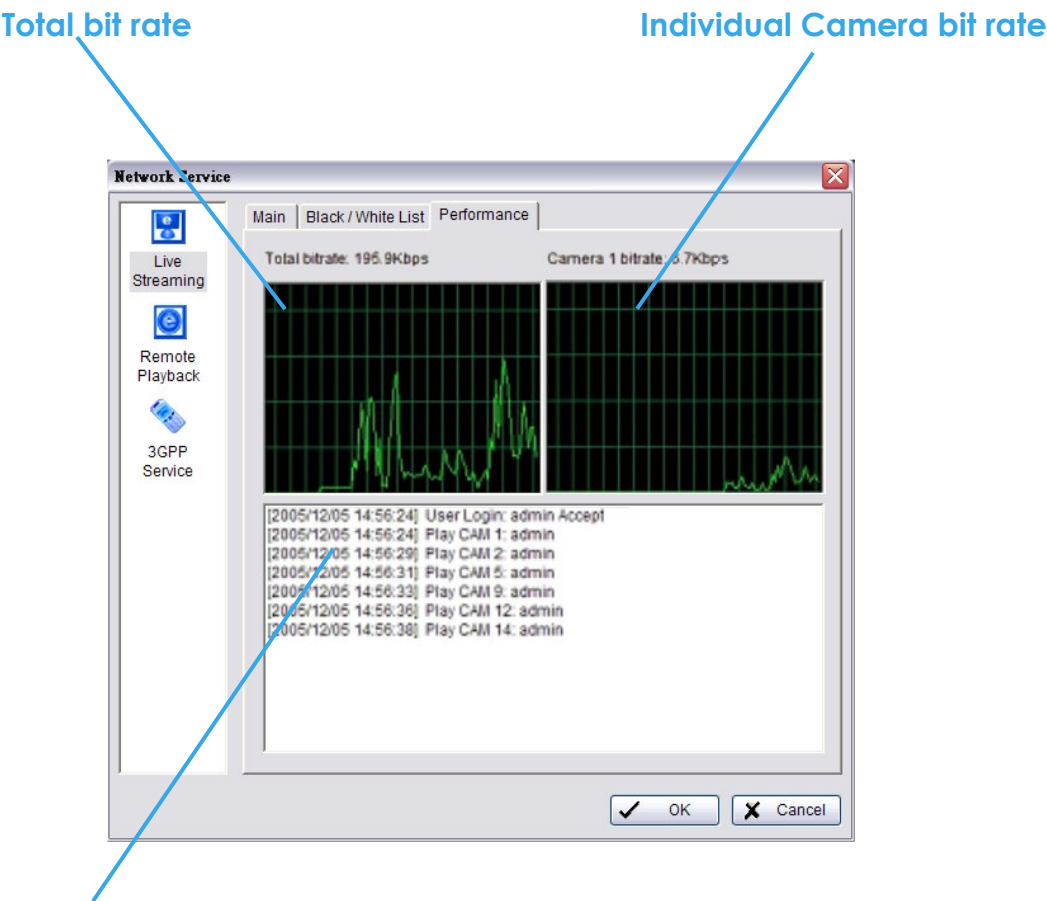 Total bit rate
Individual Camera bit rate
Network Service
Main
Black / White List
Performance
Live
Streaming
Remote
Playback
3GPP
Service
Total bitrate: 195.9Kbps
Camera 1 bitrate: .7Kbps
[2005/12/05 14:56:24] User Login: admin Accept
[2005/12/05 14:56:24] Play CAM 1: admin
[2005/12/05 14:56:29] Play CAM 2: admin
[2005/12/05 14:56:31] Play CAM 5: admin
[2005/12/05 14:56:33] Play CAM 9: admin
[2005/12/05 14:56:36] Play CAM 12: admin
[2005/12/05 14:56:38] Play CAM 14: admin
OK
Cancel